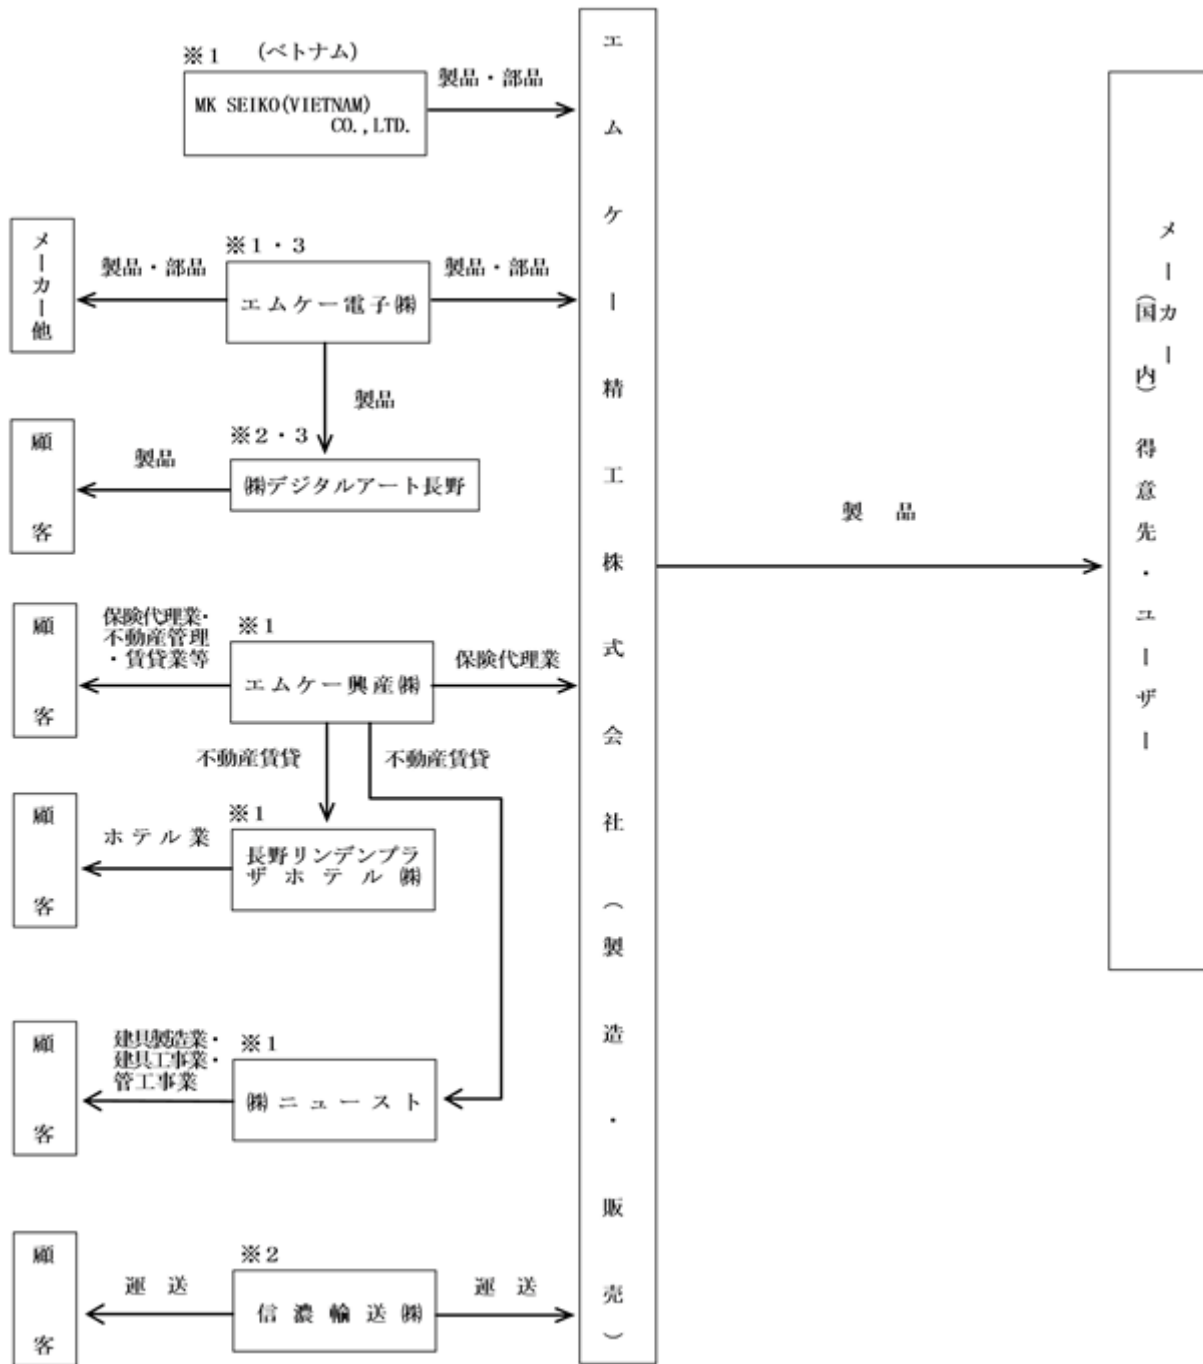 ※1 (ベトナム)
MK SEIKO(VIETNAM)
CO.,LTD.
製品・部品
メーカー他
製品・部品
※1・3
エムケー電子㈱
製品・部品
製品
顧客
製品
※2・3
㈱デジタルアート長野
顧客
保険代理業・
不動産管理
・賃貸業等
※1
エムケー興産㈱
保険代理業
不動産賃貸
不動産賃貸
顧客
ホテル業
※1
長野リンデンプラ
ザホテル㈱
顧客
建具製造業・
建具工事業・
管工事業
※1
㈱ニュースト
顧客
運送
※2
信濃輸送㈱
運送
エムケー精工株式会社(製造・販売)
製品
メーカー
(国内)得意先・ユーザー